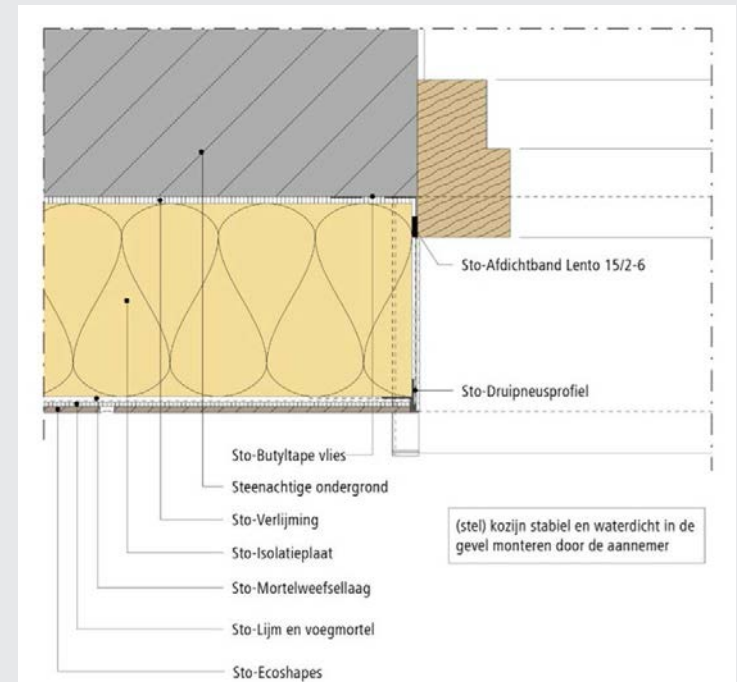 Sto-Afdichtband Lento 15/2-6
Sto-Druipneusprofiel
Sto-Butyltape vlies
Steenachtige ondergrond
Sto-Verlijming
Sto-Isolatieplaat
Sto-Mortelweefsellaag
Sto-Lijm en voegmortel
Sto-Ecoshapes
(stel) kozijn stabiel en waterdicht in de
gevel monteren door de aannemer